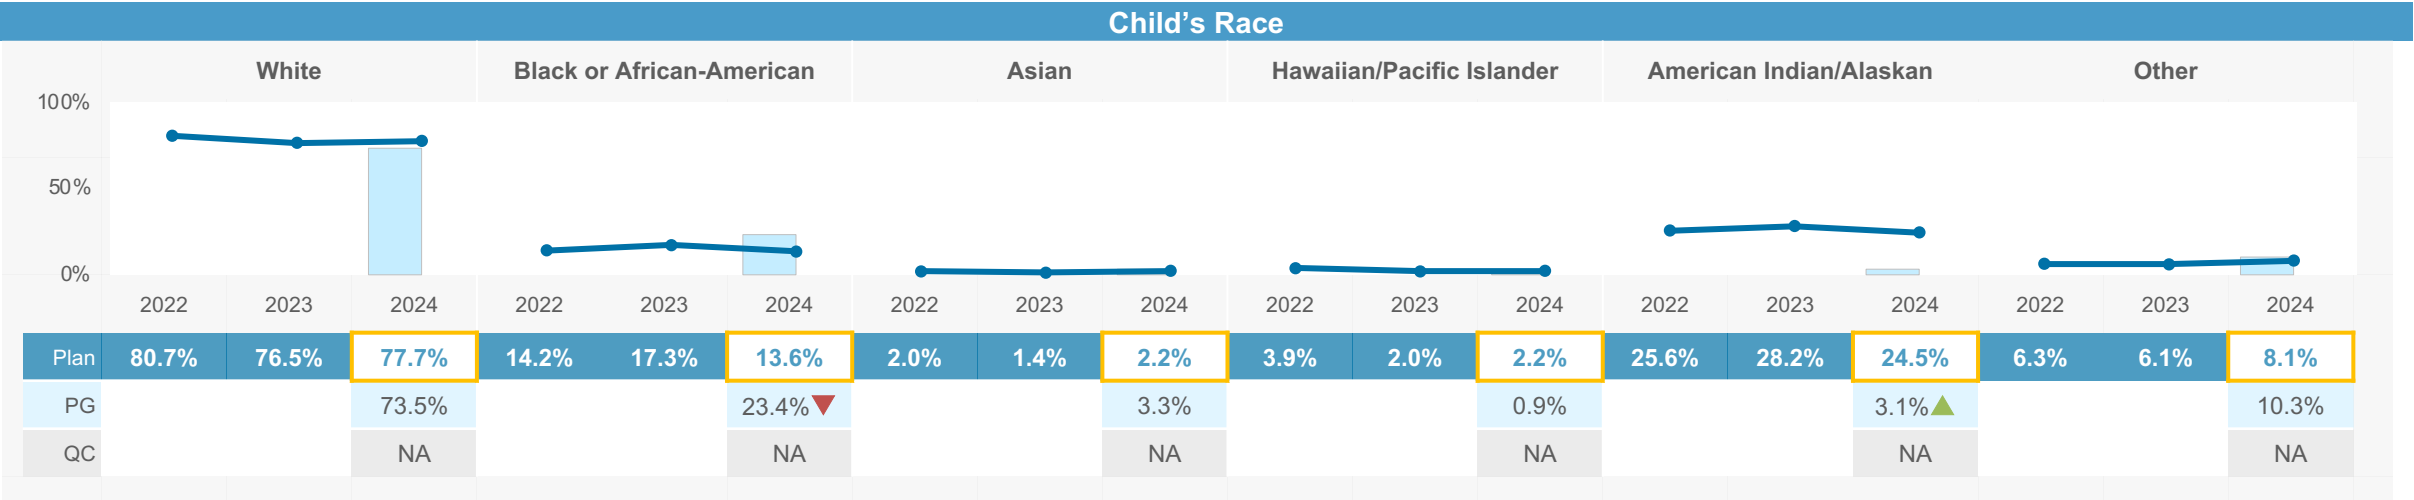 Child's Race
White Black or African-American Asian Hawaiian/Pacific Islander American Indian/Alaskan Other
100%
50%
0%
2022 2023 2024 2022 2023 2024 2022 2023 2024 2022 2023 2024 2022 2023 2024 2022 2023 2024
Plan 80.7% 76.5% 77.7% 14.2% 17.3% 13.6% 2.0% 1.4% 2.2% 3.9% 2.0% 2.2% 25.6% 28.2% 24.5% 6.3% 6.1% 8.1%
PG 73.5% 23.4% 3.3% 0.9% 3.1% 10.3%
QC NA NA NA NA NA NA